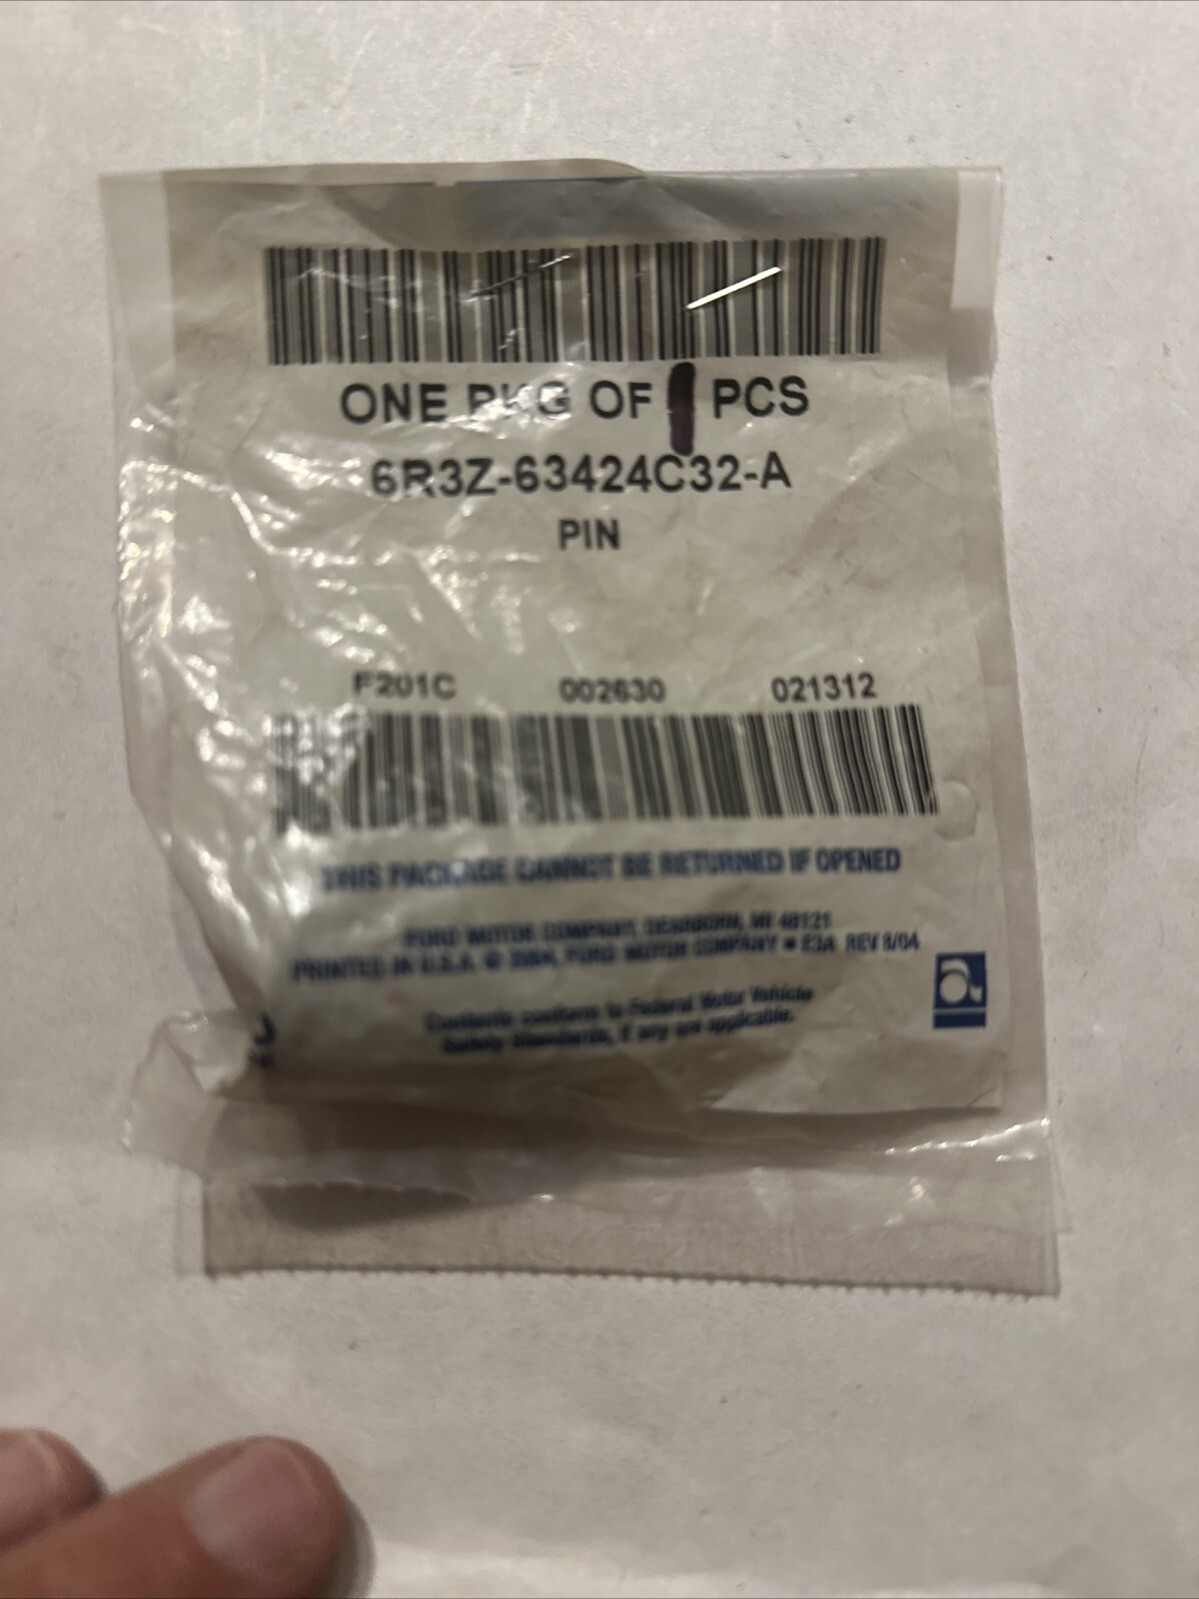 ONE PKG OF 1 PCS
6R3Z-63424C32-A
PIN
F201C 002630 021312
THIS PACKAGE CANNOT BE RETURNED IF OPENED
FORD MOTOR COMPANY, DEARBORN, MI 48121
PRINTED IN U.S.A. © 2004, FORD MOTOR COMPANY • E3A REV 8/04
Contents conform to Federal Motor Vehicle
Safety Standards, if any are applicable.